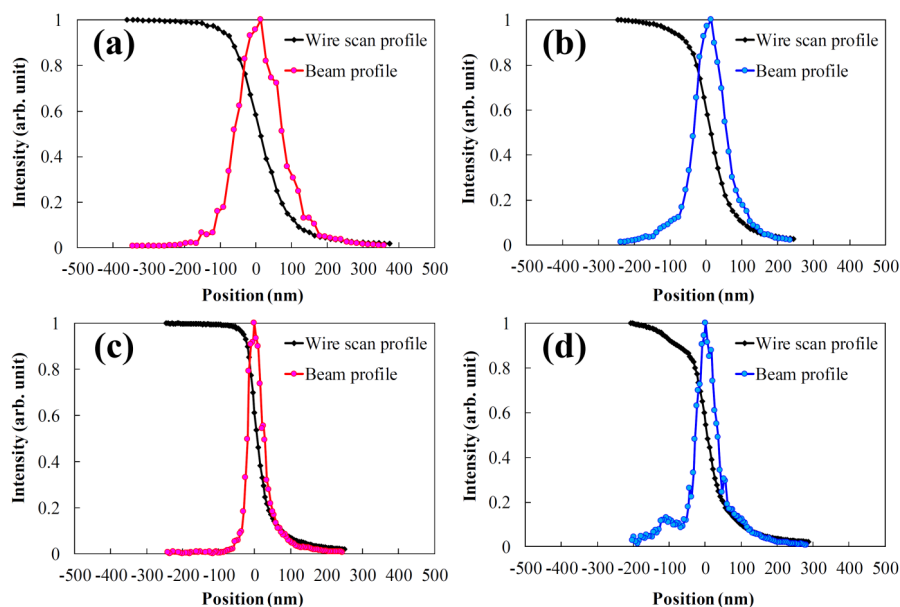 (a)
Wire scan profile
Beam profile
Intensity (arb. unit)
1
0.8
0.6
0.4
0.2
0
-500 -400 -300 -200 -100 0 100 200 300 400 500
Position (nm)
(b)
Wire scan profile
Beam profile
Intensity (arb. unit)
1
0.8
0.6
0.4
0.2
0
-500 -400 -300 -200 -100 0 100 200 300 400 500
Position (nm)
(c)
Wire scan profile
Beam profile
Intensity (arb. unit)
1
0.8
0.6
0.4
0.2
0
-500 -400 -300 -200 -100 0 100 200 300 400 500
Position (nm)
(d)
Wire scan profile
Beam profile
Intensity (arb. unit)
1
0.8
0.6
0.4
0.2
0
-500 -400 -300 -200 -100 0 100 200 300 400 500
Position (nm)